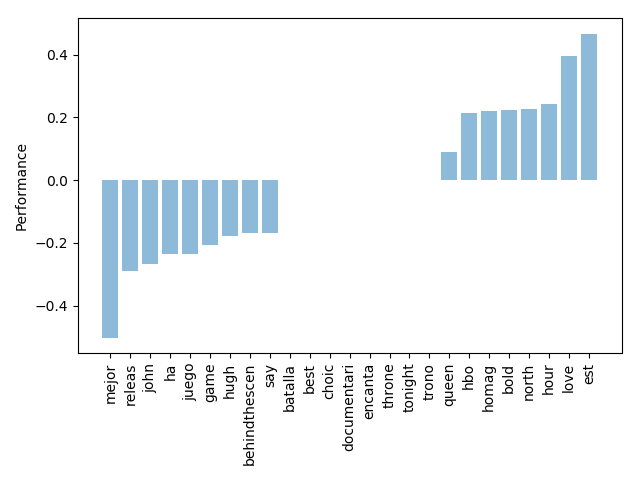 0.4
0.2
0.0
−0.2
−0.4
Performance
mejor
releas
john
ha
juego
game
hugh
behindthescen
say
batalla
best
choic
documentari
encanta
throne
tonight
trono
queen
hbo
homag
bold
north
hour
love
est